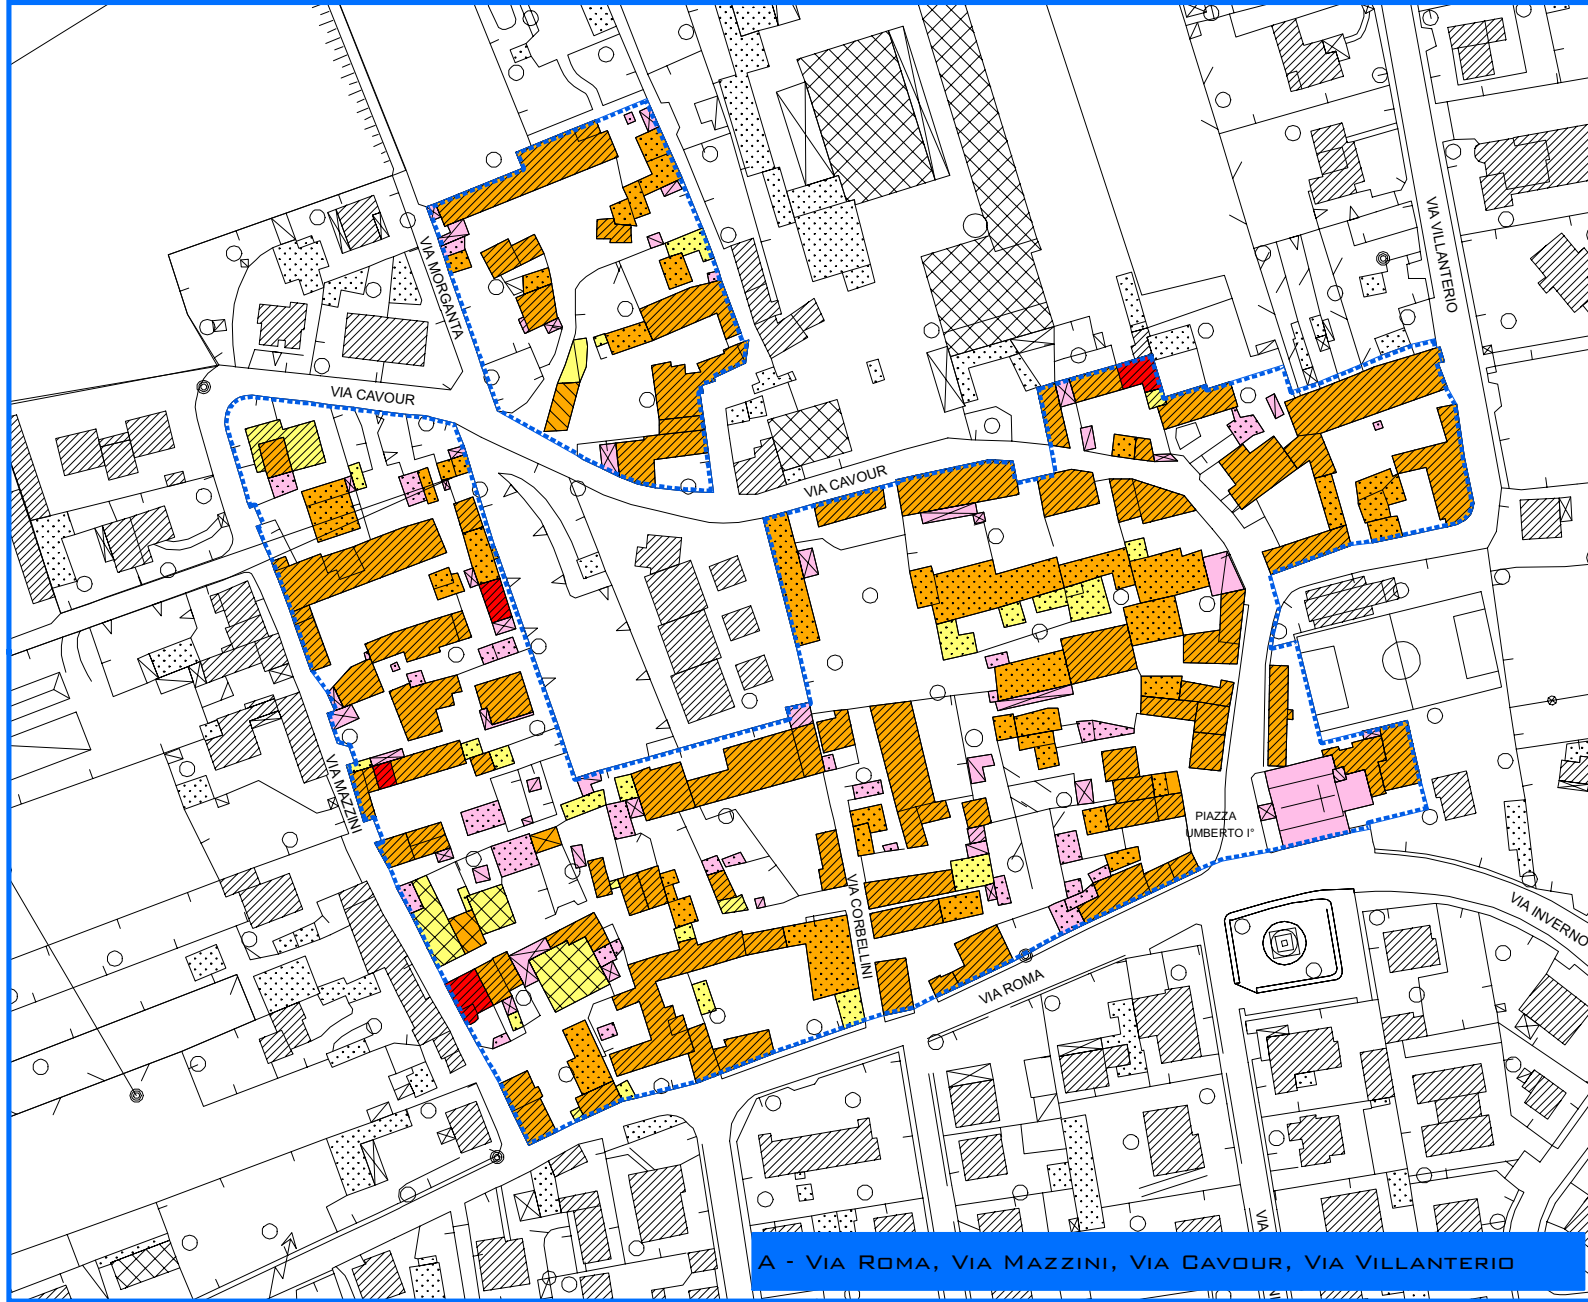 VIA MORGANTA
VIA CAVOUR
VIA VILLANTERIO
VIA CAVOUR
VIA MAZZINI
PIAZZA
UMBERTO I°
VIA CORBELLINI
VIA INVERNO
VIA ROMA
VIA
A - VIA ROMA, VIA MAZZINI, VIA CAVOUR, VIA VILLANTERIO